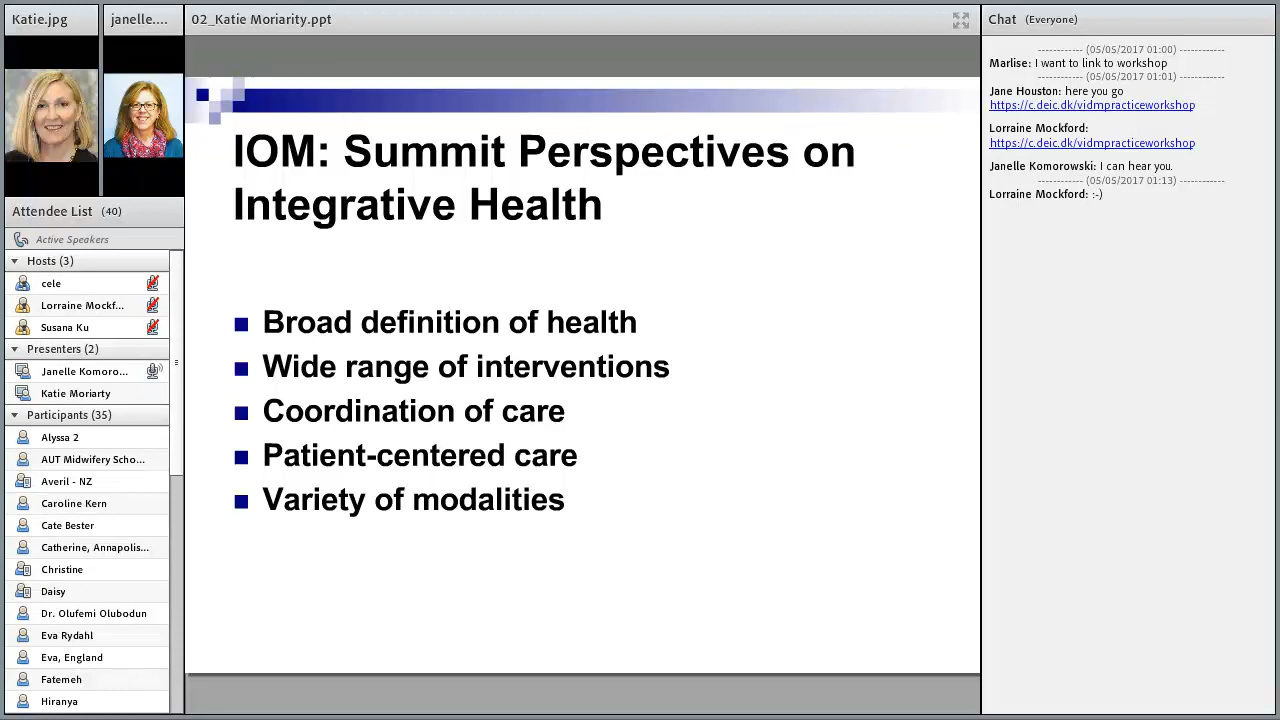 Katie.jpg
janelle....
02_Katie Moriarity.ppt
Chat (Everyone)
Attendee List (40)
Active Speakers
Hosts (3)
cele
Lorraine Mockf...
Susana Ku
Presenters (2)
Janelle Komoro...
Katie Moriarty
Participants (35)
Alyssa 2
AUT Midwifery Scho...
Averil - NZ
Caroline Kern
Cate Bester
Catherine, Annapolis...
Christine
Daisy
Dr. Olufemi Olubodun
Eva Rydahl
Eva, England
Fatemeh
Hiranya
IOM: Summit Perspectives on
Integrative Health
Broad definition of health
Wide range of interventions
Coordination of care
Patient-centered care
Variety of modalities
------------ (05/05/2017 01:00) ------------
Marlise: I want to link to workshop
------------ (05/05/2017 01:01) ------------
Jane Houston: here you go
https://c.deic.dk/vidmpracticeworkshop
Lorraine Mockford:
https://c.deic.dk/vidmpracticeworkshop
Janelle Komorowski: I can hear you.
------------ (05/05/2017 01:13) ------------
Lorraine Mockford: :-)